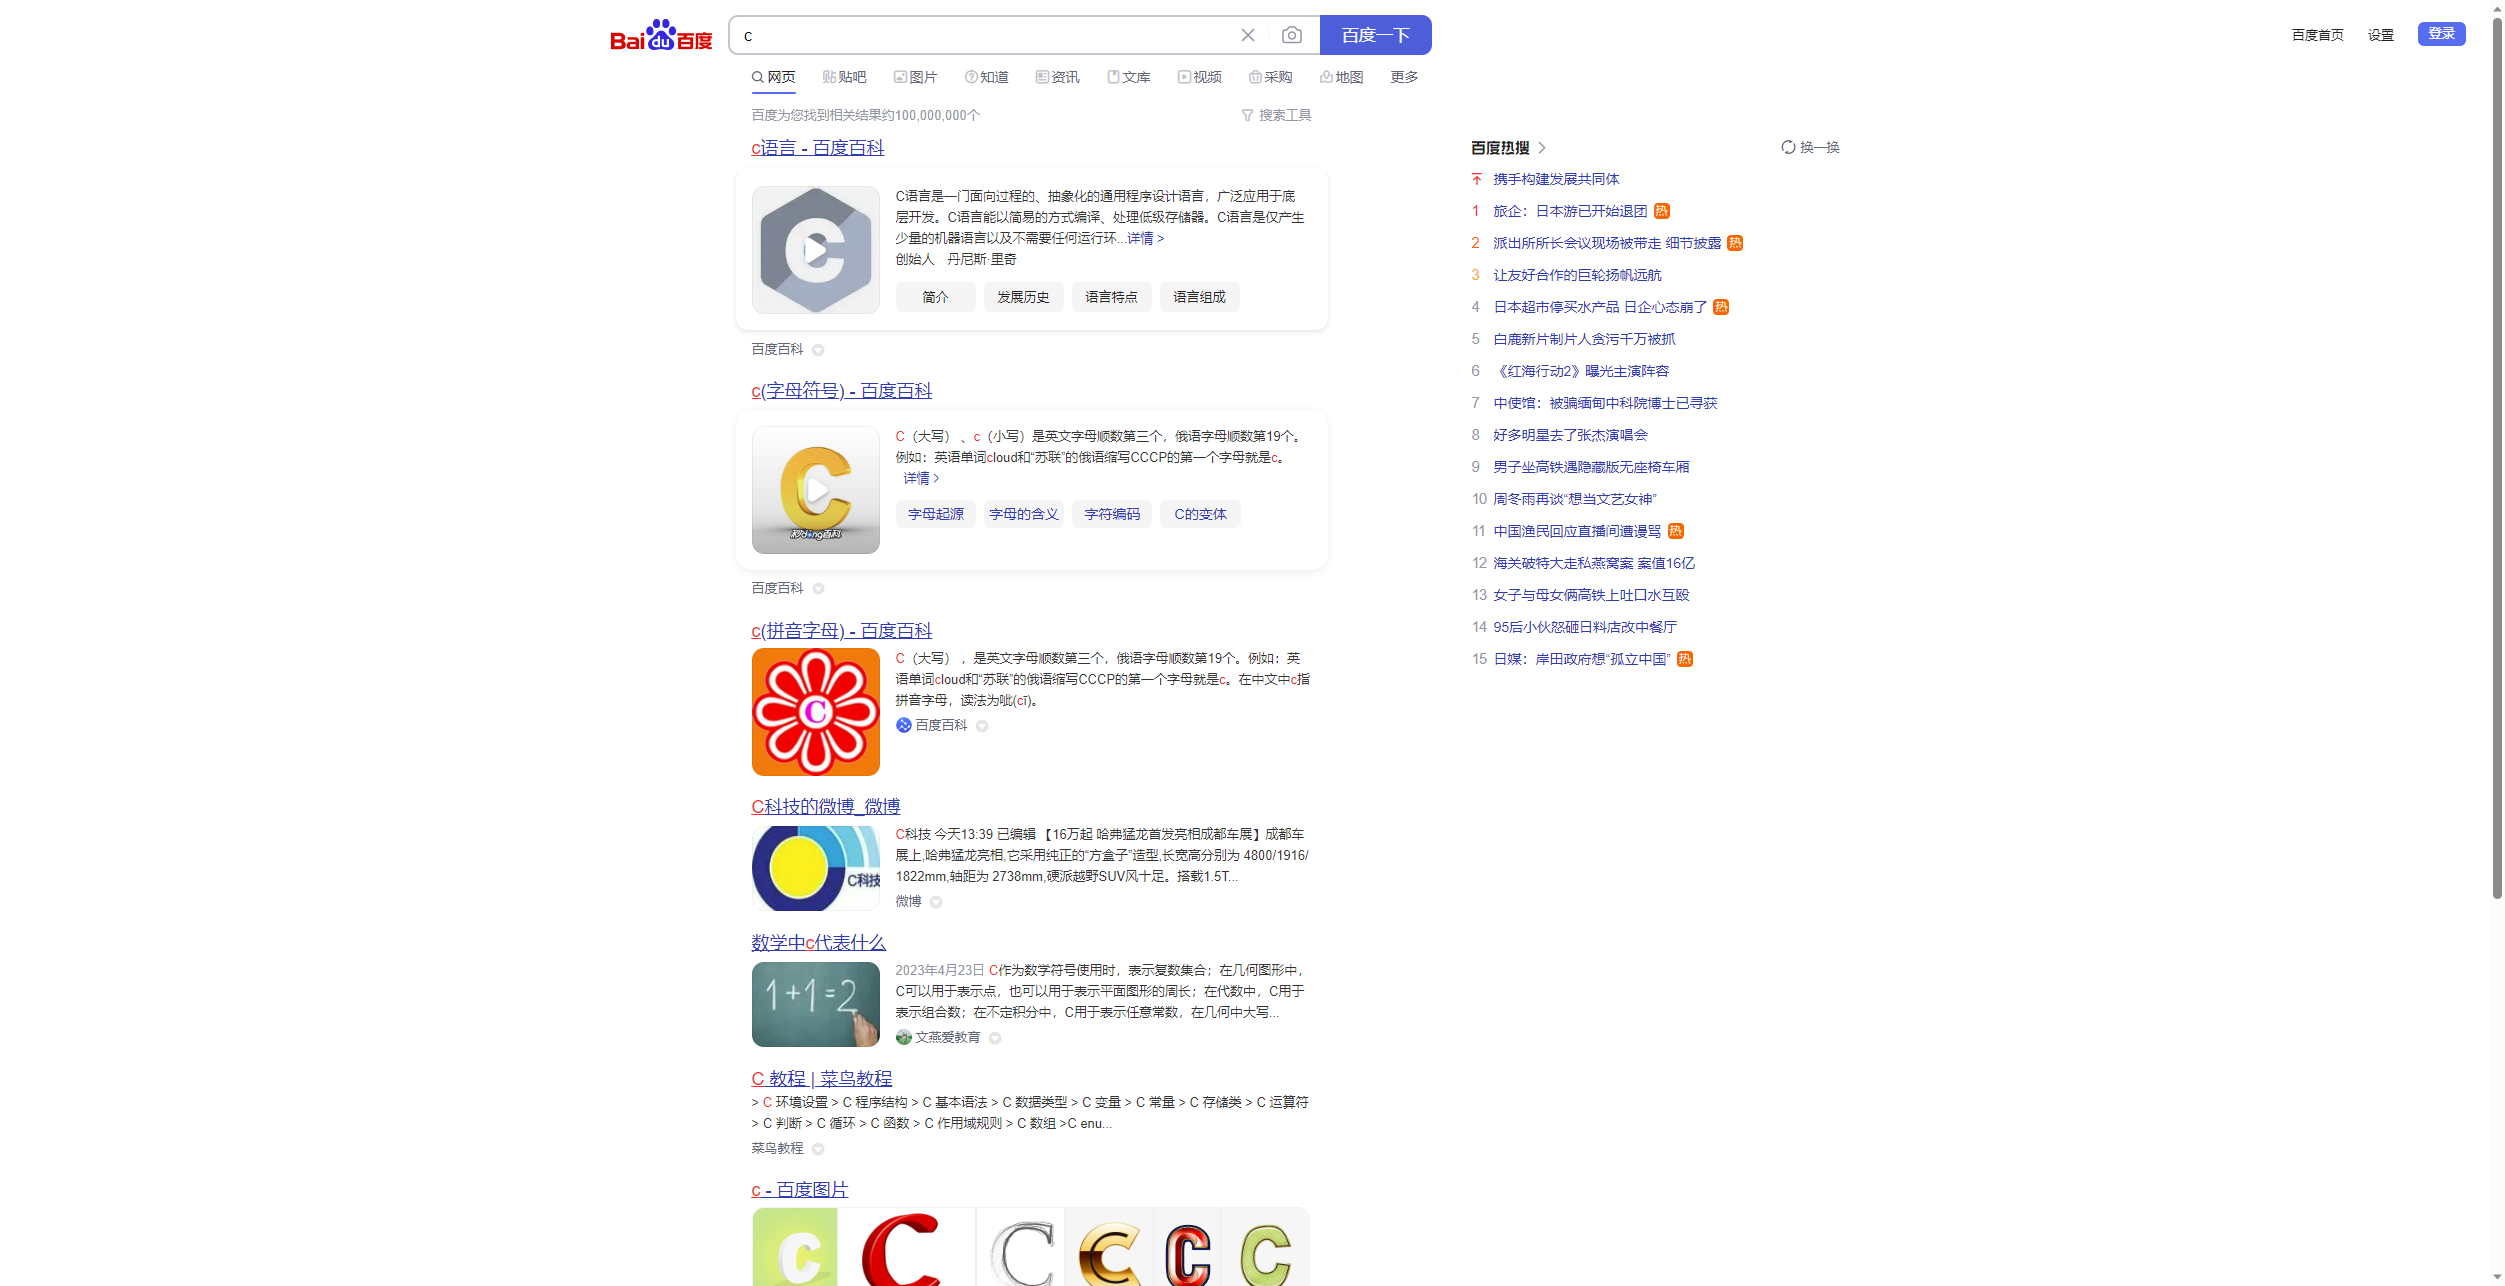 Bai du 百度
c
百度一下
百度首页 设置 登录
网页 贴吧 图片 知道 资讯 文库 视频 采购 地图 更多
百度为您找到相关结果约100,000,000个
搜索工具
c语言 - 百度百科
C语言是一门面向过程的、抽象化的通用程序设计语言，广泛应用于底
层开发。C语言能以简易的方式编译、处理低级存储器。C语言是仅产生
少量的机器语言以及不需要任何运行环...详情 >
创始人 丹尼斯·里奇
简介 发展历史 语言特点 语言组成
百度百科
c(字母符号) - 百度百科
C（大写） 、c（小写）是英文字母顺数第三个，俄语字母顺数第19个。
例如：英语单词cloud和“苏联”的俄语缩写CCCP的第一个字母就是c。
详情 >
秒dong百科
字母起源 字母的含义 字符编码 C的变体
百度百科
c(拼音字母) - 百度百科
C
C（大写） ，是英文字母顺数第三个，俄语字母顺数第19个。例如：英
语单词cloud和“苏联”的俄语缩写CCCP的第一个字母就是c。在中文中c指
拼音字母，读法为呲(cī)。
百度百科
C科技的微博_微博
C科技
C科技 今天13:39 已编辑 【16万起 哈弗猛龙首发亮相成都车展】成都车
展上,哈弗猛龙亮相,它采用纯正的“方盒子”造型,长宽高分别为 4800/1916/
1822mm,轴距为 2738mm,硬派越野SUV风十足。搭载1.5T...
微博
数学中c代表什么
1+1=2
2023年4月23日 C作为数学符号使用时，表示复数集合；在几何图形中，
C可以用于表示点，也可以用于表示平面图形的周长；在代数中，C用于
表示组合数；在不定积分中，C用于表示任意常数，在几何中大写...
文燕爱教育
C 教程 | 菜鸟教程
> C 环境设置 > C 程序结构 > C 基本语法 > C 数据类型 > C 变量 > C 常量 > C 存储类 > C 运算符
> C 判断 > C 循环 > C 函数 > C 作用域规则 > C 数组 >C enu...
菜鸟教程
c - 百度图片
C C C C C C
百度热搜 >
换一换
携手构建发展共同体
1 旅企：日本游已开始退团 热
2 派出所所长会议现场被带走 细节披露 热
3 让友好合作的巨轮扬帆远航
4 日本超市停买水产品 日企心态崩了 热
5 白鹿新片制片人贪污千万被抓
6 《红海行动2》曝光主演阵容
7 中使馆：被骗缅甸中科院博士已寻获
8 好多明星去了张杰演唱会
9 男子坐高铁遇隐藏版无座椅车厢
10 周冬雨再谈“想当文艺女神”
11 中国渔民回应直播间遭谩骂 热
12 海关破特大走私燕窝案 案值16亿
13 女子与母女俩高铁上吐口水互殴
14 95后小伙怒砸日料店改中餐厅
15 日媒：岸田政府想“孤立中国” 热